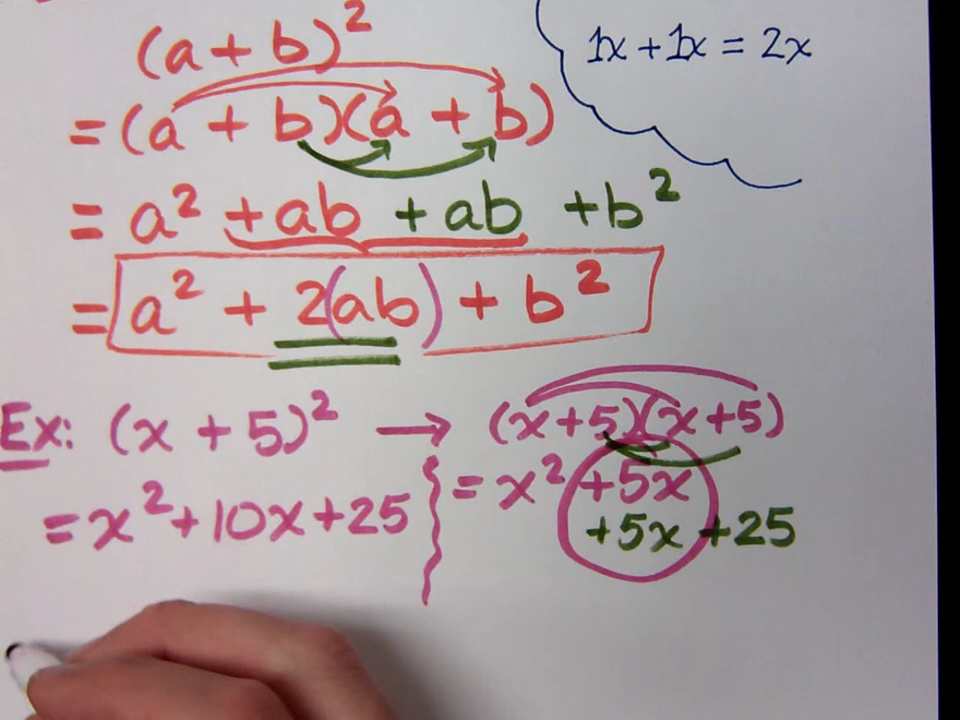 (a + b)²
1x + 1x = 2x
= (a + b)(a + b)
= a² + ab + ab + b²
= a² + 2(ab) + b²
Ex: (x + 5)² → (x + 5)(x + 5)
= x² + 10x + 25
= x² + 5x
+ 5x + 25